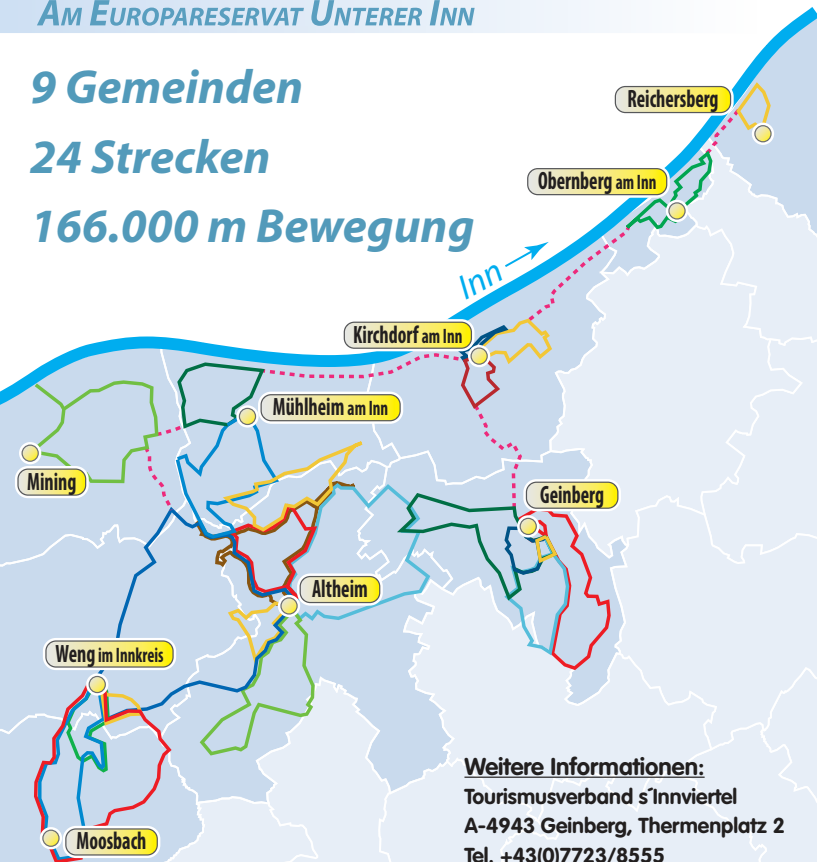 AM EUROPARESERVAT UNTERER INN
9 Gemeinden
24 Strecken
166.000 m Bewegung
Reichersberg
Obernberg am Inn
Inn
Kirchdorf am Inn
Mühlheim am Inn
Mining
Geinberg
Altheim
Weng im Innkreis
Moosbach
Weitere Informationen:
Tourismusverband s´Innviertel
A-4943 Geinberg, Thermenplatz 2
Tel. +43(0)7723/8555